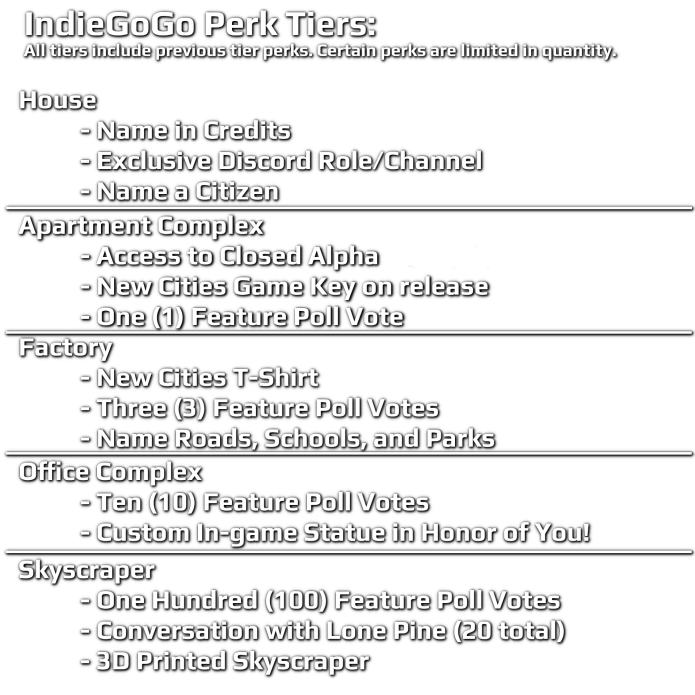 IndieGoGo Perk Tiers:
All tiers include previous tier perks. Certain perks are limited in quantity.
House
- Name in Credits
- Exclusive Discord Role/Channel
- Name a Citizen
Apartment Complex
- Access to Closed Alpha
- New Cities Game Key on release
- One (1) Feature Poll Vote
Factory
- New Cities T-Shirt
- Three (3) Feature Poll Votes
- Name Roads, Schools, and Parks
Office Complex
- Ten (10) Feature Poll Votes
- Custom In-game Statue in Honor of You!
Skyscraper
- One Hundred (100) Feature Poll Votes
- Conversation with Lone Pine (20 total)
- 3D Printed Skyscraper